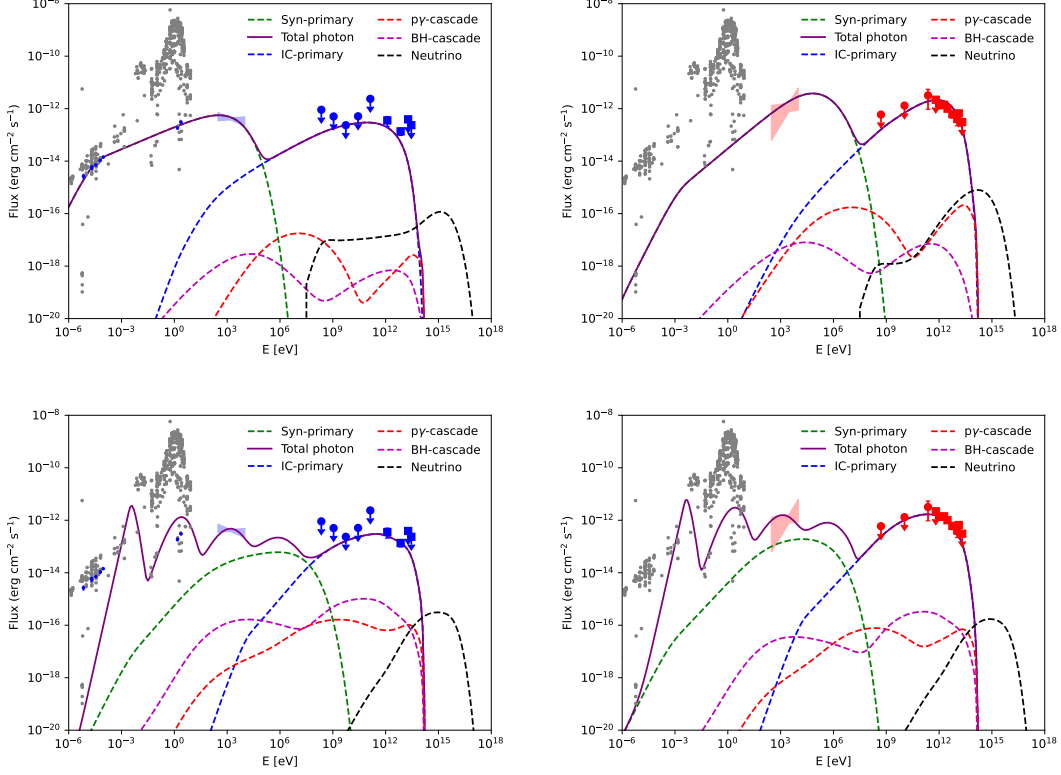 10⁻⁸
10⁻¹⁰
10⁻¹²
10⁻¹⁴
10⁻¹⁶
10⁻¹⁸
10⁻²⁰
Flux (erg cm⁻² s⁻¹)
Syn-primary
Total photon
IC-primary
pγ-cascade
BH-cascade
Neutrino
10⁻⁶ 10⁻³ 10⁰ 10³ 10⁶ 10⁹ 10¹² 10¹⁵ 10¹⁸
E [eV]
10⁻⁸
10⁻¹⁰
10⁻¹²
10⁻¹⁴
10⁻¹⁶
10⁻¹⁸
10⁻²⁰
Flux (erg cm⁻² s⁻¹)
Syn-primary
Total photon
IC-primary
pγ-cascade
BH-cascade
Neutrino
10⁻⁶ 10⁻³ 10⁰ 10³ 10⁶ 10⁹ 10¹² 10¹⁵ 10¹⁸
E [eV]
10⁻⁸
10⁻¹⁰
10⁻¹²
10⁻¹⁴
10⁻¹⁶
10⁻¹⁸
10⁻²⁰
Flux (erg cm⁻² s⁻¹)
Syn-primary
Total photon
IC-primary
pγ-cascade
BH-cascade
Neutrino
10⁻⁶ 10⁻³ 10⁰ 10³ 10⁶ 10⁹ 10¹² 10¹⁵ 10¹⁸
E [eV]
10⁻⁸
10⁻¹⁰
10⁻¹²
10⁻¹⁴
10⁻¹⁶
10⁻¹⁸
10⁻²⁰
Flux (erg cm⁻² s⁻¹)
Syn-primary
Total photon
IC-primary
pγ-cascade
BH-cascade
Neutrino
10⁻⁶ 10⁻³ 10⁰ 10³ 10⁶ 10⁹ 10¹² 10¹⁵ 10¹⁸
E [eV]